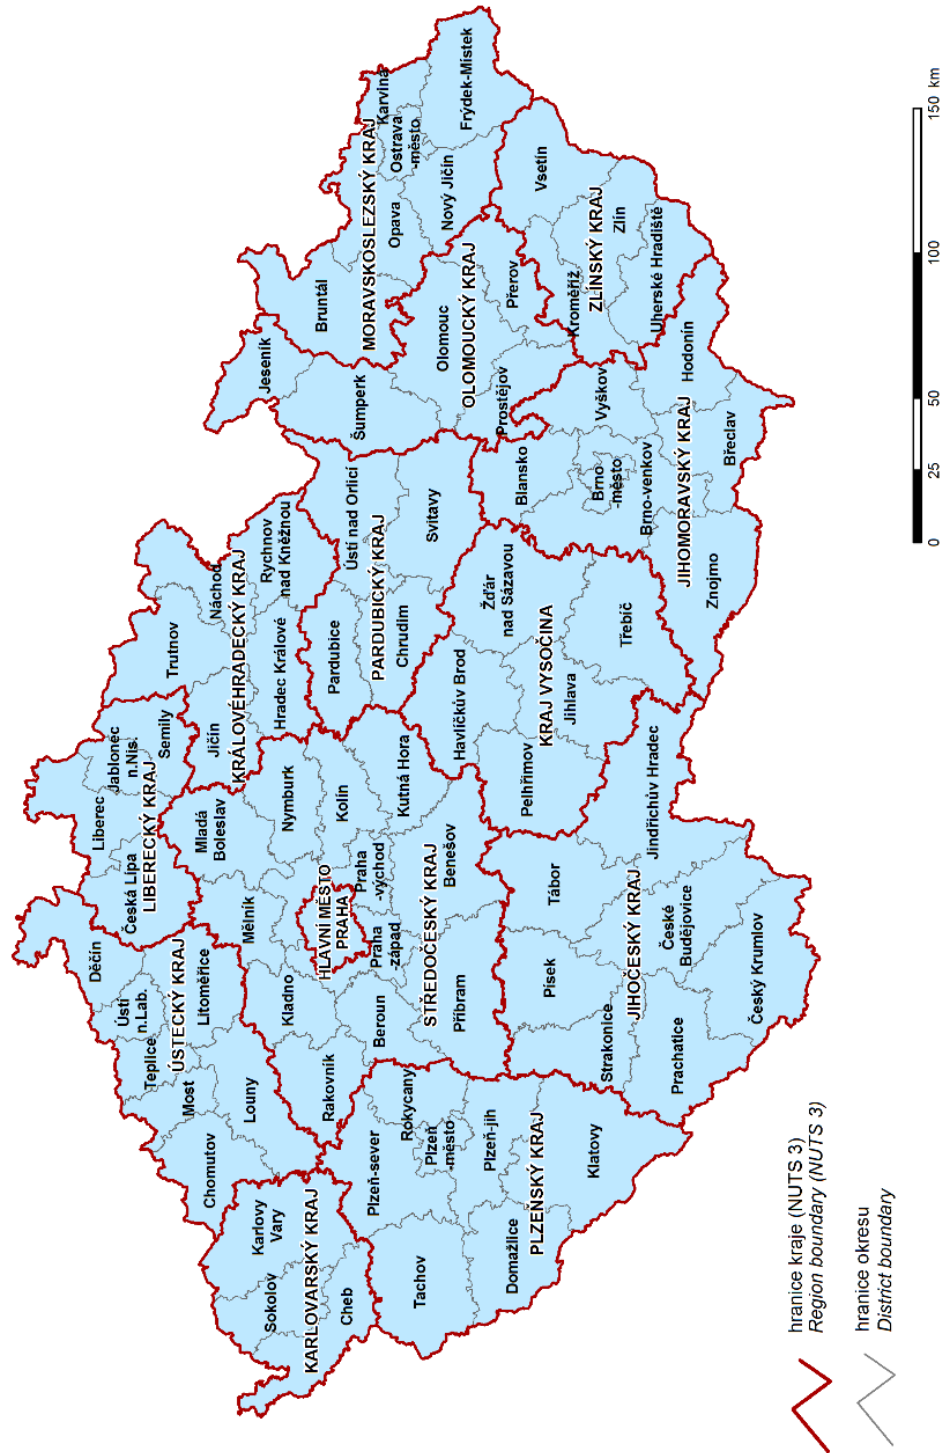 Děčín
Liberec
Jablonec
n.Nis.
Semily
Česká Lípa
LIBERECKÝ KRAJ
Ústí
n.Lab.
Teplice
ÚSTECKÝ KRAJ
Litoměřice
Most
Chomutov
Louny
Trutnov
Náchod
Jičín
KRÁLOVÉHRADECKÝ KRAJ
Rychnov
nad Kněžnou
Hradec Králové
Karlovy
Vary
Sokolov
KARLOVARSKÝ KRAJ
Cheb
Mladá
Boleslav
Mělník
Nymburk
Kladno
Rakovník
HLAVNÍ MĚSTO
PRAHA
Kolín
Praha
-východ
Praha
-západ
Beroun
Kutná Hora
STŘEDOČESKÝ KRAJ
Benešov
Příbram
Plzeň-sever
Rokycany
Tachov
Plzeň
-město
Plzeň-jih
Domažlice
PLZEŇSKÝ KRAJ
Klatovy
Pardubice
Ústí nad Orlicí
PARDUBICKÝ KRAJ
Chrudim
Svitavy
Jeseník
Šumperk
Bruntál
MORAVSKOSLEZSKÝ KRAJ
Karviná
Opava
Ostrava
-město
Nový Jičín
Frýdek-Místek
Olomouc
OLOMOUCKÝ KRAJ
Přerov
Prostějov
Havlíčkův Brod
Žďár
nad Sázavou
Pelhřimov
KRAJ VYSOČINA
Jihlava
Třebíč
Tábor
Písek
Strakonice
JIHOČESKÝ KRAJ
Jindřichův Hradec
České
Budějovice
Prachatice
Český Krumlov
Blansko
Vyškov
Brno
-město
Brno-venkov
JIHOMORAVSKÝ KRAJ
Hodonín
Znojmo
Břeclav
Vsetín
Kroměříž
ZLÍNSKÝ KRAJ
Zlín
Uherské Hradiště
hranice kraje (NUTS 3)
Region boundary (NUTS 3)
hranice okresu
District boundary
0 25 50 100 150 km